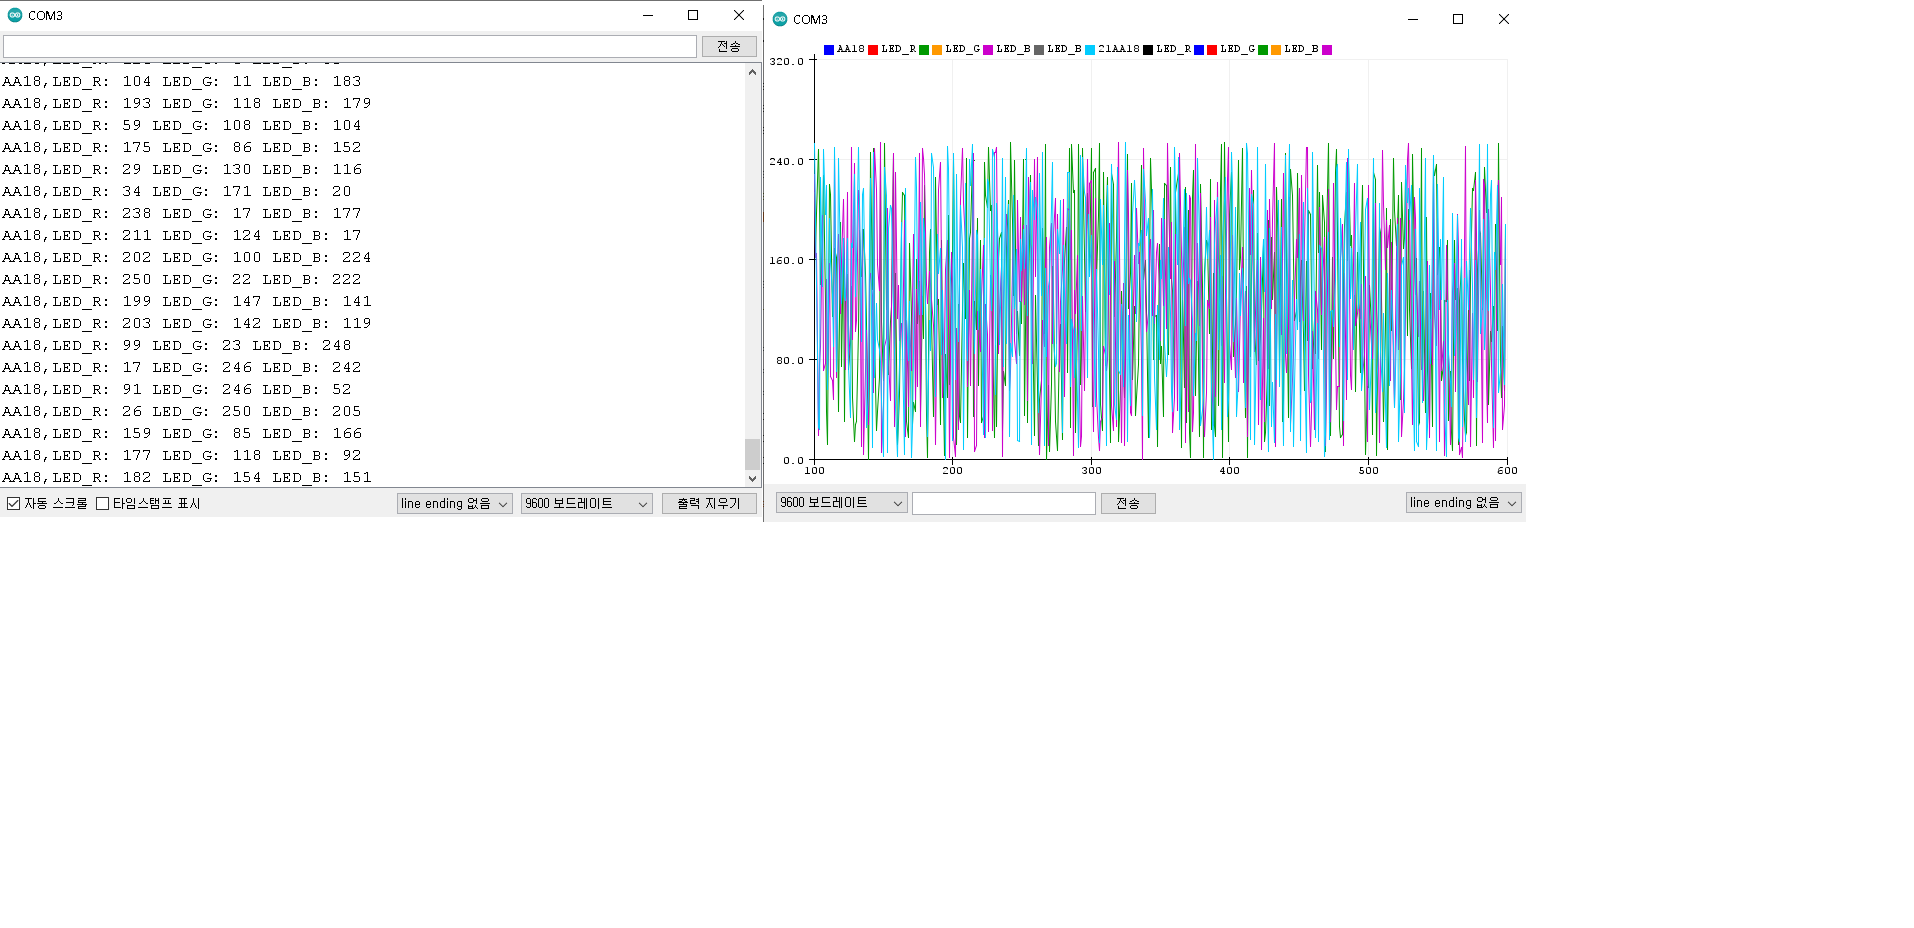 COM3
전송
AA18,LED_R: 104 LED_G: 11 LED_B: 183
AA18,LED_R: 193 LED_G: 118 LED_B: 179
AA18,LED_R: 59 LED_G: 108 LED_B: 104
AA18,LED_R: 175 LED_G: 86 LED_B: 152
AA18,LED_R: 29 LED_G: 130 LED_B: 116
AA18,LED_R: 34 LED_G: 171 LED_B: 20
AA18,LED_R: 238 LED_G: 17 LED_B: 177
AA18,LED_R: 211 LED_G: 124 LED_B: 17
AA18,LED_R: 202 LED_G: 100 LED_B: 224
AA18,LED_R: 250 LED_G: 22 LED_B: 222
AA18,LED_R: 199 LED_G: 147 LED_B: 141
AA18,LED_R: 203 LED_G: 142 LED_B: 119
AA18,LED_R: 99 LED_G: 23 LED_B: 248
AA18,LED_R: 17 LED_G: 246 LED_B: 242
AA18,LED_R: 91 LED_G: 246 LED_B: 52
AA18,LED_R: 26 LED_G: 250 LED_B: 205
AA18,LED_R: 159 LED_G: 85 LED_B: 166
AA18,LED_R: 177 LED_G: 118 LED_B: 92
AA18,LED_R: 182 LED_G: 154 LED_B: 151
자동 스크롤 타임스탬프 표시 line ending 없음 9600 보드레이트 출력 지우기
COM3
AA18 LED_R LED_G LED_B LED_B 21AA18 LED_R LED_G LED_B
320.0
240.0
160.0
80.0
0.0
100 200 300 400 500 600
9600 보드레이트 전송 line ending 없음